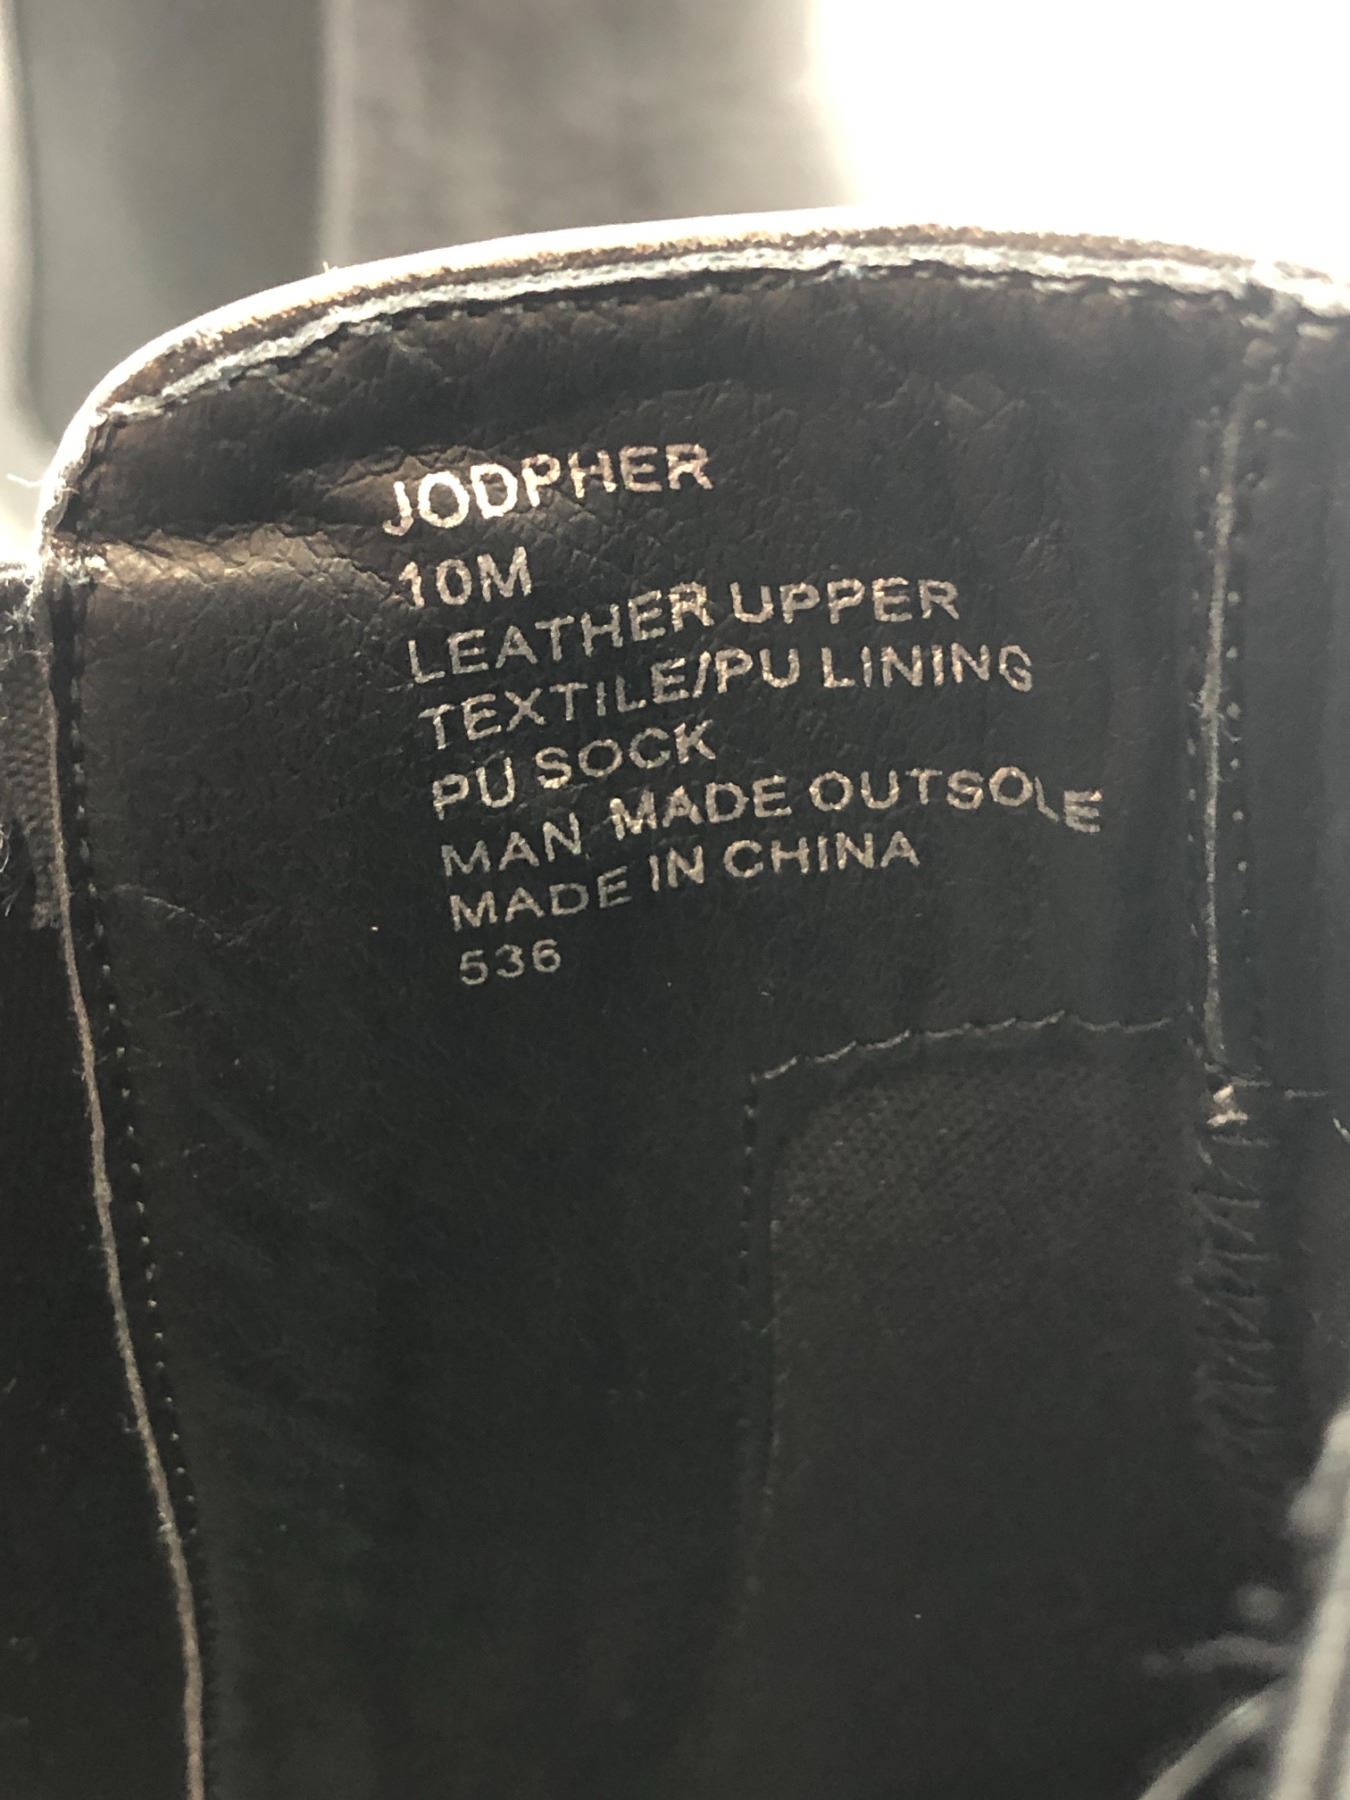 JODPHER
10M
LEATHER UPPER
TEXTILE/PU LINING
PU SOCK
MAN MADE OUTSOLE
MADE IN CHINA
536